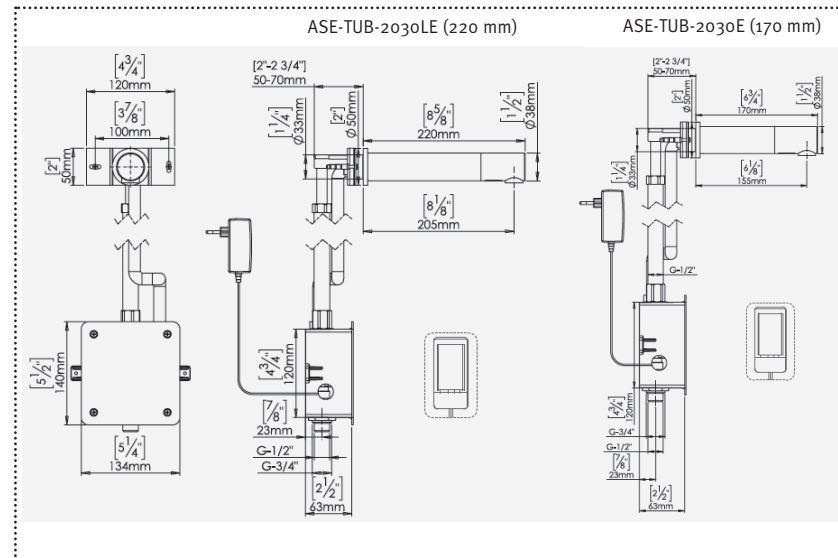 ASE-TUB-2030LE (220 mm)
ASE-TUB-2030E (170 mm)
[4 3/4"]
120mm
[3 7/8"]
100mm
[2"]
50mm
[5 1/2"]
140mm
[5 1/4"]
134mm
[2"-2 3/4"]
50-70mm
[1 1/4"]
Ø33mm
[2"]
Ø50mm
[8 5/8"]
220mm
[1 1/2"]
Ø38mm
[8 1/8"]
205mm
[4 3/4"]
120mm
[7/8"]
23mm
G-1/2"
G-3/4"
[2 1/2"]
63mm
[2"-2 3/4"]
50-70mm
[2"]
Ø50mm
[6 3/4"]
170mm
[1 1/2"]
Ø38mm
[1 1/4"]
Ø33mm
[6 1/8"]
155mm
G-1/2"
[4 3/4"]
120mm
G-3/4"
G-1/2"
[7/8"]
23mm
[2 1/2"]
63mm